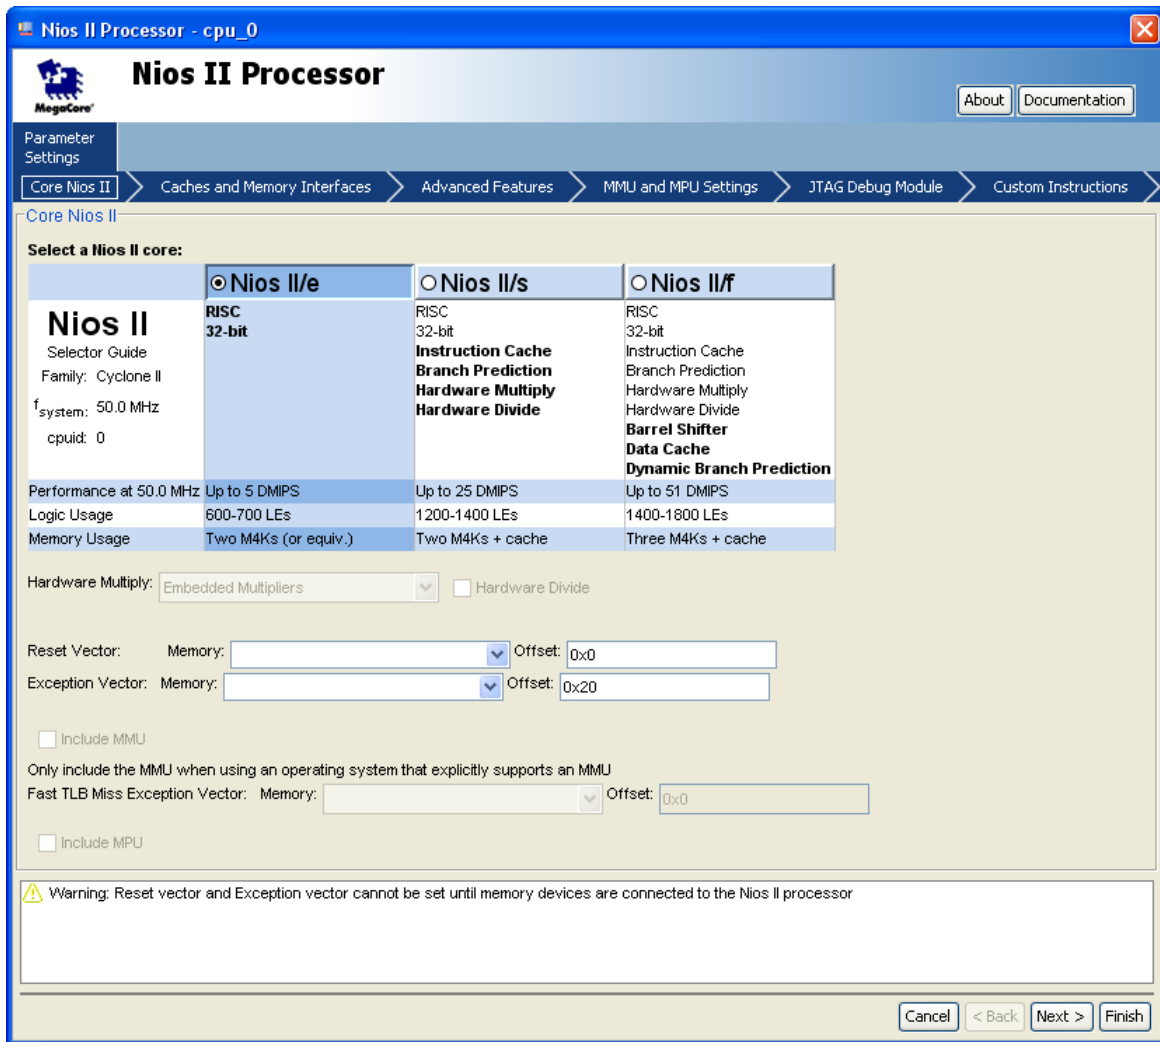 Nios II Processor - cpu_0
MegaCore®
Nios II Processor
About
Documentation
Parameter
Settings
Core Nios II
Caches and Memory Interfaces
Advanced Features
MMU and MPU Settings
JTAG Debug Module
Custom Instructions
Core Nios II
Select a Nios II core:
Nios II/e
Nios II/s
Nios II/f
Nios II
Selector Guide
Family: Cyclone II
fsystem: 50.0 MHz
cpuid: 0
RISC
32-bit
RISC
32-bit
Instruction Cache
Branch Prediction
Hardware Multiply
Hardware Divide
RISC
32-bit
Instruction Cache
Branch Prediction
Hardware Multiply
Hardware Divide
Barrel Shifter
Data Cache
Dynamic Branch Prediction
Performance at 50.0 MHz Up to 5 DMIPS Up to 25 DMIPS Up to 51 DMIPS
Logic Usage 600-700 LEs 1200-1400 LEs 1400-1800 LEs
Memory Usage Two M4Ks (or equiv.) Two M4Ks + cache Three M4Ks + cache
Hardware Multiply: Embedded Multipliers Hardware Divide
Reset Vector: Memory: Offset: 0x0
Exception Vector: Memory: Offset: 0x20
Include MMU
Only include the MMU when using an operating system that explicitly supports an MMU
Fast TLB Miss Exception Vector: Memory: Offset: 0x0
Include MPU
Warning: Reset vector and Exception vector cannot be set until memory devices are connected to the Nios II processor
Cancel
< Back
Next >
Finish